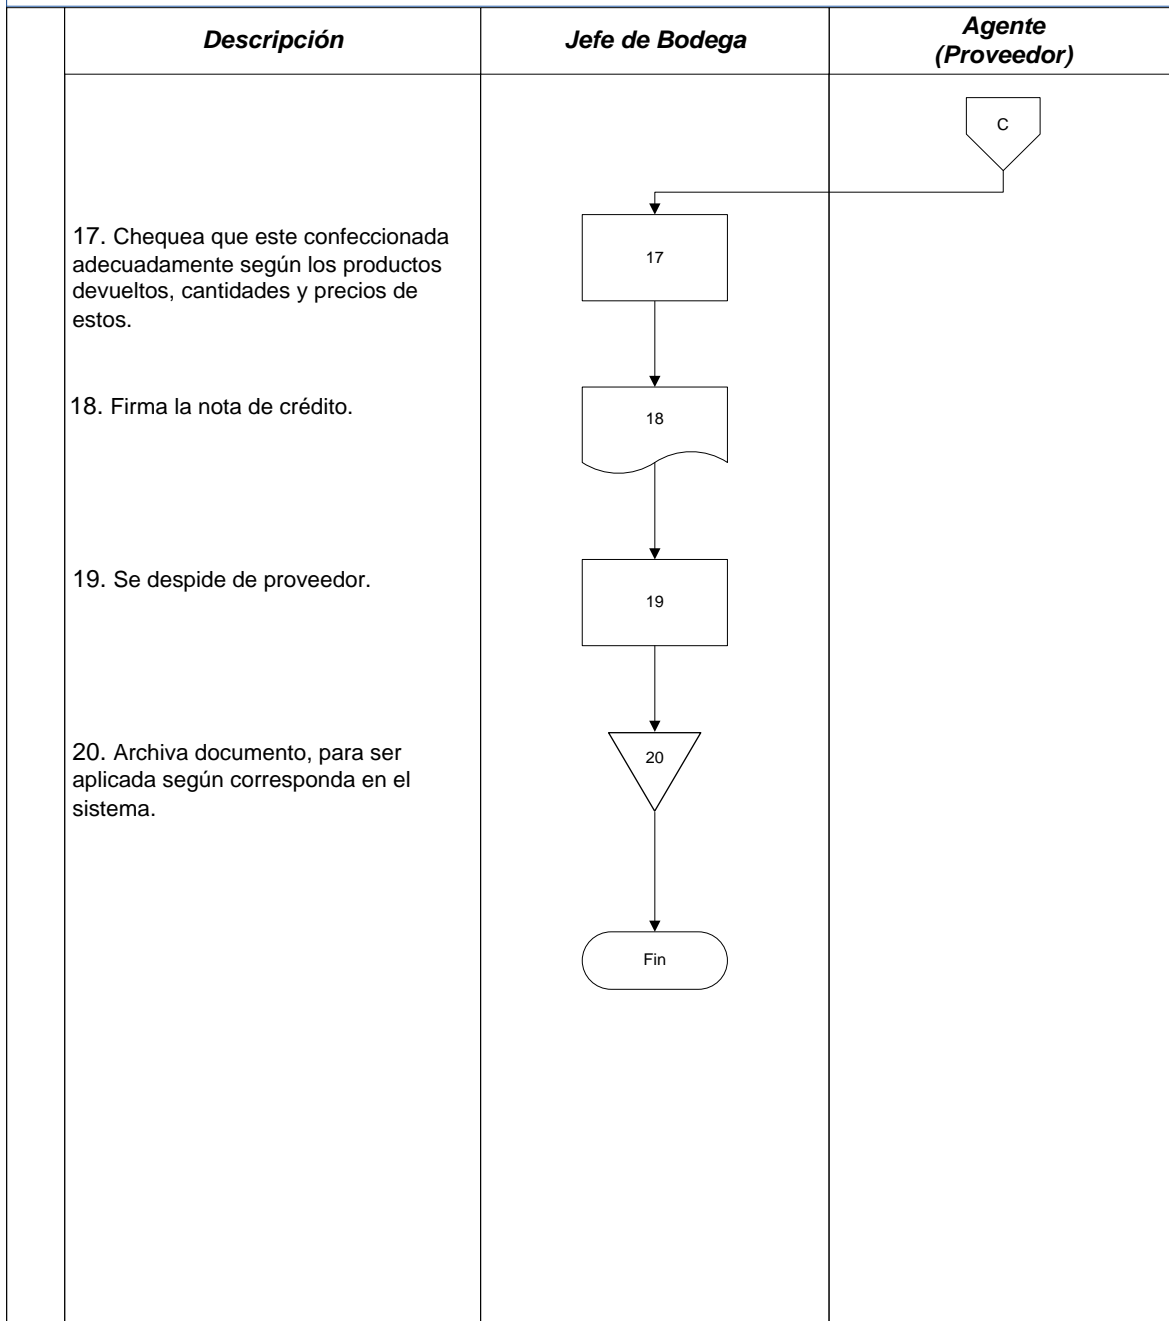 Descripción
Jefe de Bodega
Agente
(Proveedor)
C
17. Chequea que este confeccionada
adecuadamente según los productos
devueltos, cantidades y precios de
estos.
17
18. Firma la nota de crédito.
18
19. Se despide de proveedor.
19
20. Archiva documento, para ser
aplicada según corresponda en el
sistema.
20
Fin